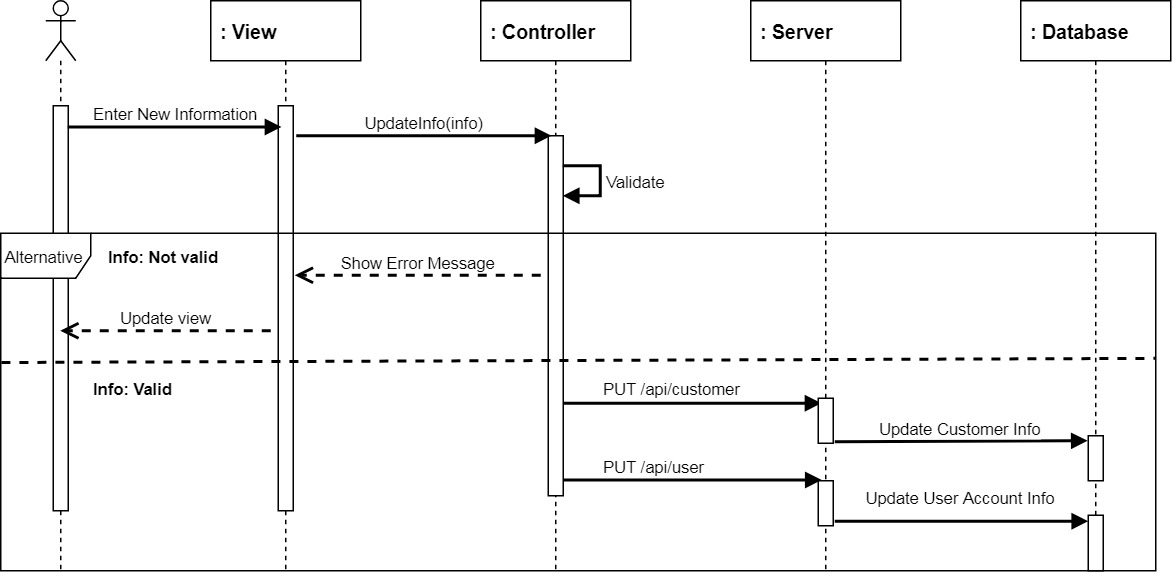 : View
: Controller
: Server
: Database
Enter New Information
UpdateInfo(info)
Validate
Alternative
Info: Not valid
Show Error Message
Update view
Info: Valid
PUT /api/customer
Update Customer Info
PUT /api/user
Update User Account Info